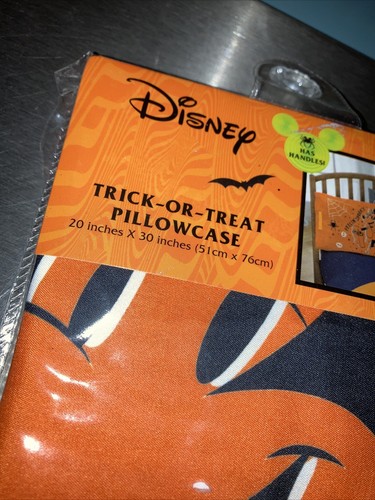 Disney
HAS
HANDLES!
TRICK-OR-TREAT
PILLOWCASE
20 inches X 30 inches (51cm x 76cm)